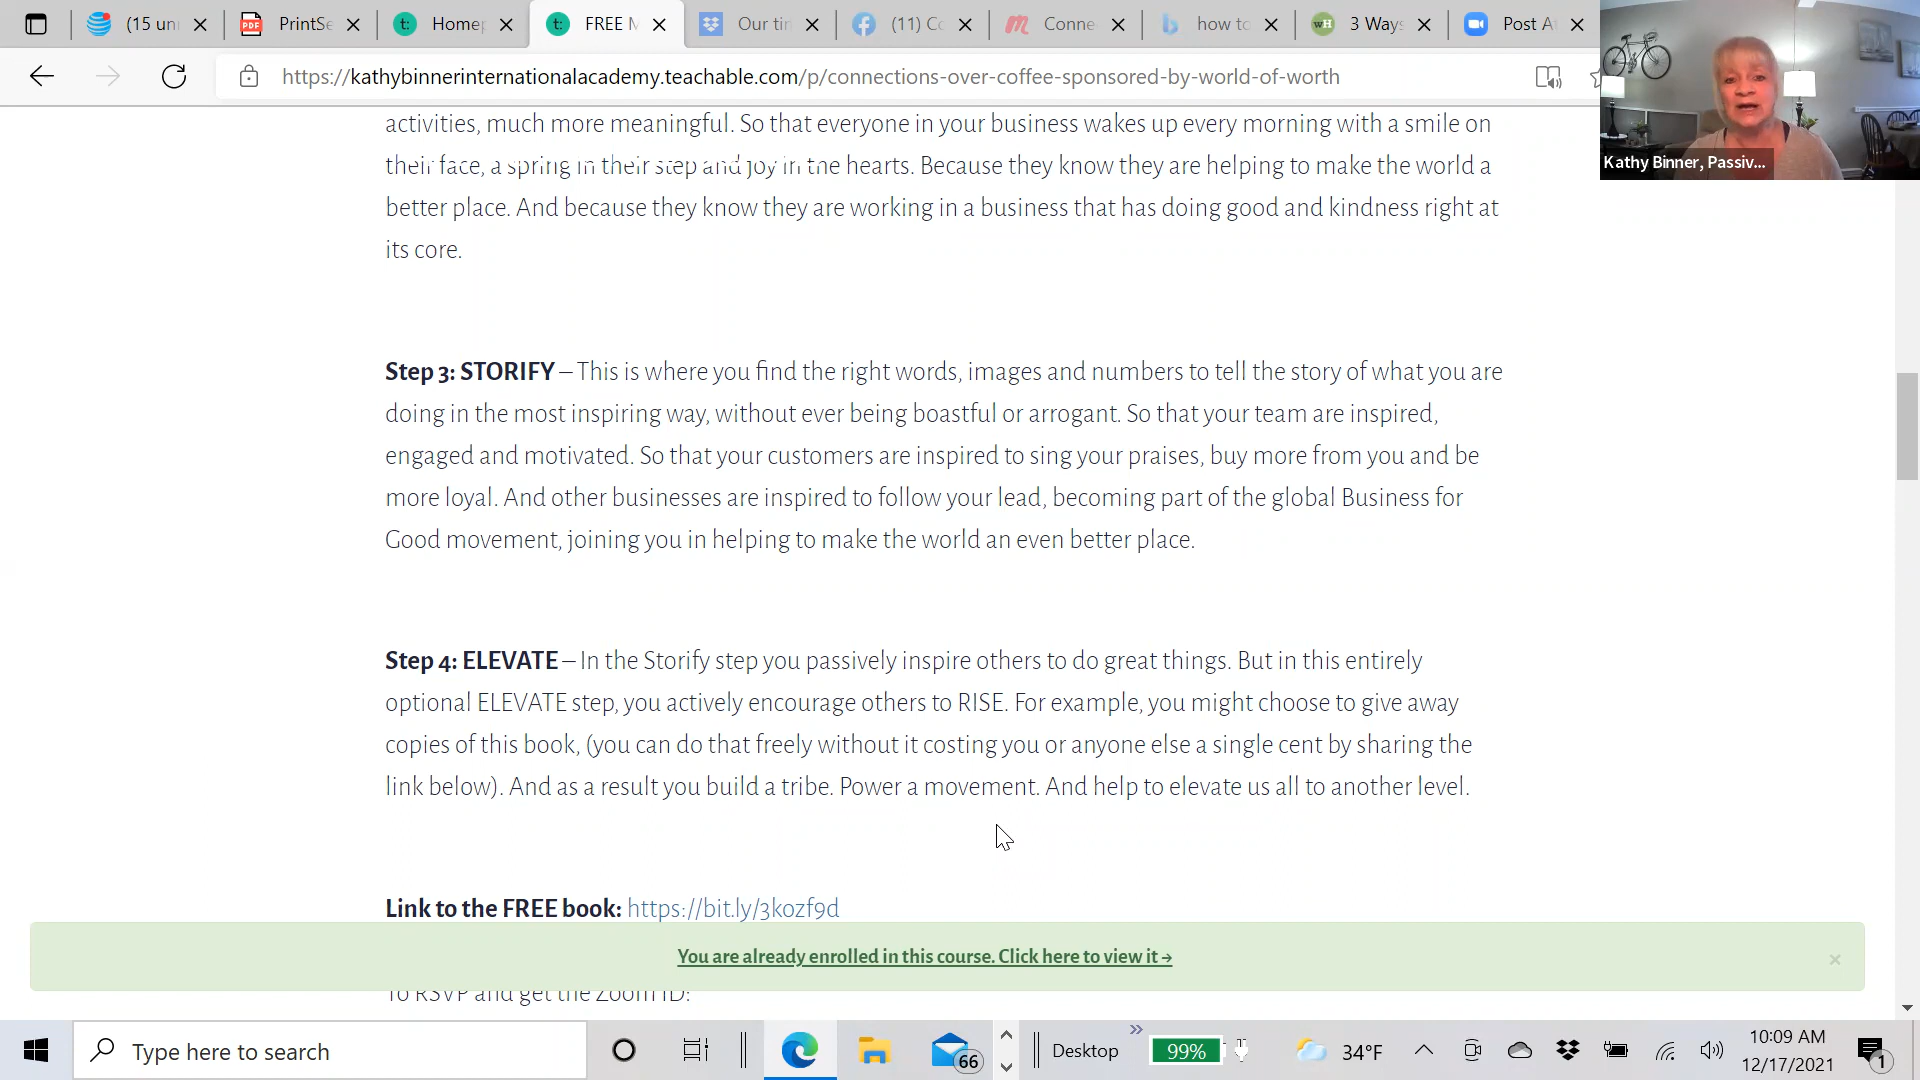 (15 un
PrintSe
Home
FREE M
Our tin
(11) Co
Conne
how to
3 Ways
Post A
https://kathybinnerinternationalacademy.teachable.com/p/connections-over-coffee-sponsored-by-world-of-worth
Kathy Binner, Passiv...
activities, much more meaningful. So that everyone in your business wakes up every morning with a smile on
their face, a spring in their step and joy in the hearts. Because they know they are helping to make the world a
better place. And because they know they are working in a business that has doing good and kindness right at
its core.
Step 3: STORIFY – This is where you find the right words, images and numbers to tell the story of what you are
doing in the most inspiring way, without ever being boastful or arrogant. So that your team are inspired,
engaged and motivated. So that your customers are inspired to sing your praises, buy more from you and be
more loyal. And other businesses are inspired to follow your lead, becoming part of the global Business for
Good movement, joining you in helping to make the world an even better place.
Step 4: ELEVATE – In the Storify step you passively inspire others to do great things. But in this entirely
optional ELEVATE step, you actively encourage others to RISE. For example, you might choose to give away
copies of this book, (you can do that freely without it costing you or anyone else a single cent by sharing the
link below). And as a result you build a tribe. Power a movement. And help to elevate us all to another level.
Link to the FREE book: https://bit.ly/3kozf9d
You are already enrolled in this course. Click here to view it →
To RSVP and get the Zoom ID:
Type here to search
66
Desktop
99%
34°F
10:09 AM
12/17/2021
1